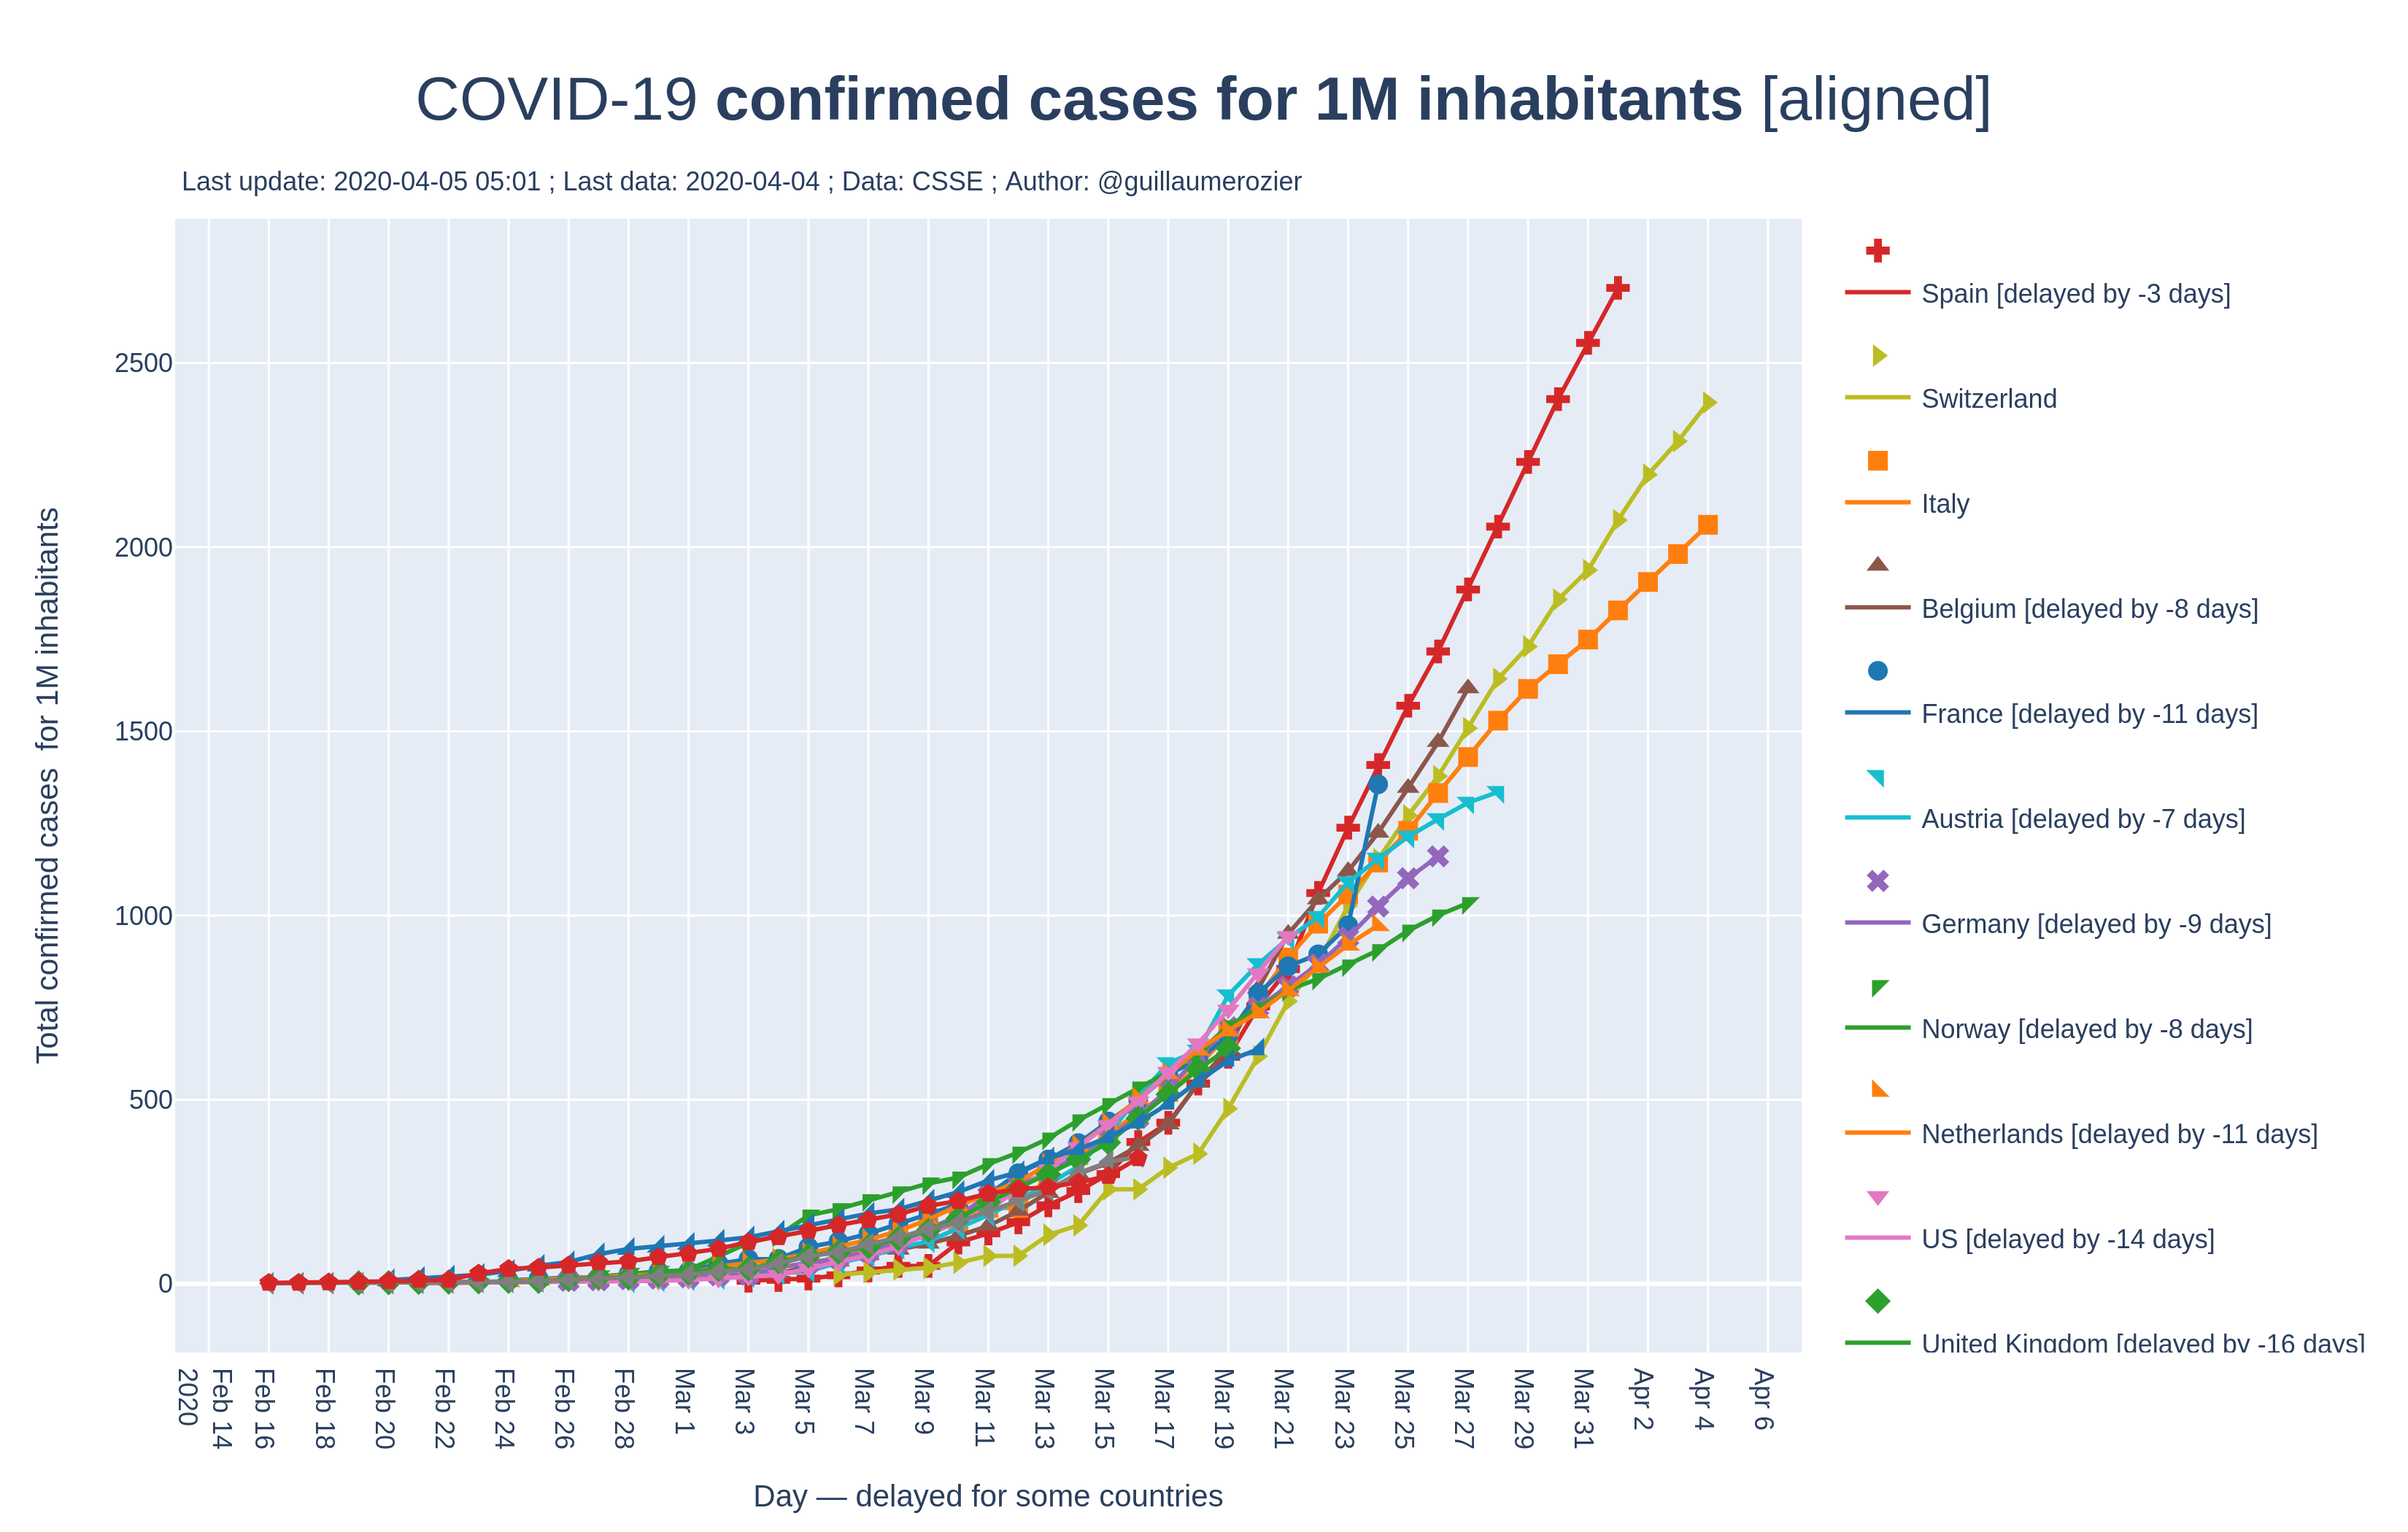 COVID-19 confirmed cases for 1M inhabitants [aligned]
Last update: 2020-04-05 05:01 ; Last data: 2020-04-04 ; Data: CSSE ; Author: @guillaumerozier
Total confirmed cases for 1M inhabitants
2500
2000
1500
1000
500
0
Feb 14
2020
Feb 16
Feb 18
Feb 20
Feb 22
Feb 24
Feb 26
Feb 28
Mar 1
Mar 3
Mar 5
Mar 7
Mar 9
Mar 11
Mar 13
Mar 15
Mar 17
Mar 19
Mar 21
Mar 23
Mar 25
Mar 27
Mar 29
Mar 31
Apr 2
Apr 4
Apr 6
Day — delayed for some countries
Spain [delayed by -3 days]
Switzerland
Italy
Belgium [delayed by -8 days]
France [delayed by -11 days]
Austria [delayed by -7 days]
Germany [delayed by -9 days]
Norway [delayed by -8 days]
Netherlands [delayed by -11 days]
US [delayed by -14 days]
United Kingdom [delayed by -16 days]